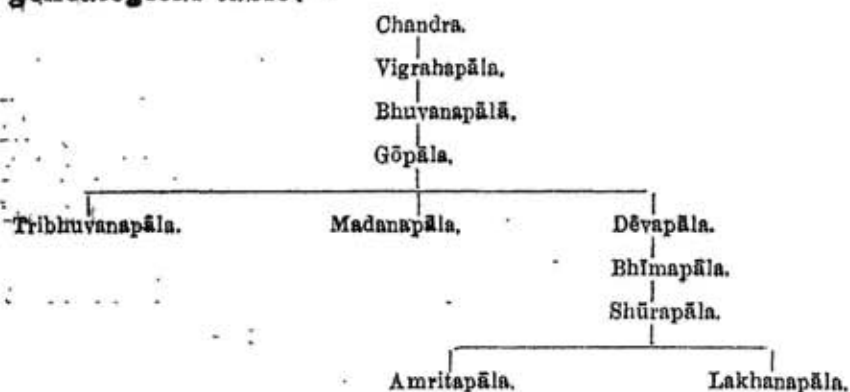 Chandra.
Vigrahapāla.
Bhuvanapālā.
Gōpāla.
Tribhuvanapāla. Madanapāla. Dēvapāla.
Bhīmapāla.
Shūrapāla.
Amritapāla. Lakhanapāla.